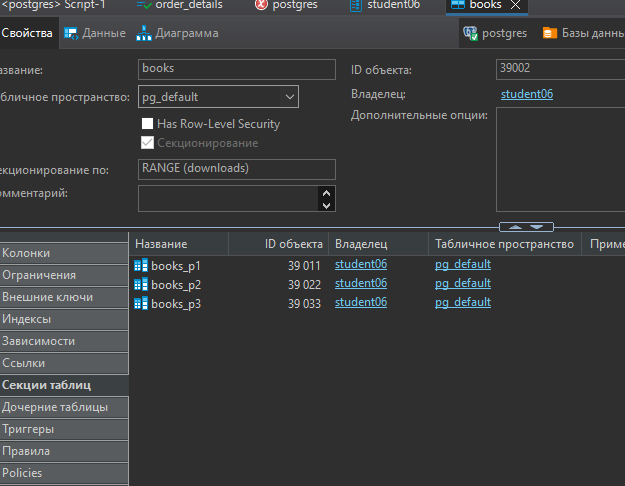 <postgres> Script-1 order_details postgres student06 books
Свойства Данные Диаграмма postgres Базы данны
азвание: books ID объекта: 39002
абличное пространство: pg_default Владелец: student06
Has Row-Level Security Дополнительные опции:
Секционирование
екционирование по: RANGE (downloads)
омментарий:
Колонки
Ограничения
Внешние ключи
Индексы
Зависимости
Ссылки
Секции таблиц
Дочерние таблицы
Триггеры
Правила
Policies
Название ID объекта Владелец Табличное пространство Приме
books_p1 39 011 student06 pg_default
books_p2 39 022 student06 pg_default
books_p3 39 033 student06 pg_default